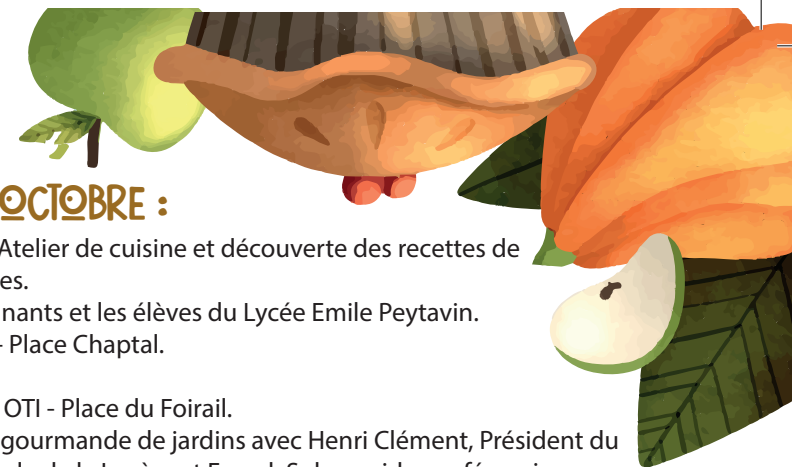 OCTOBRE :
Atelier de cuisine et découverte des recettes de
es.
nants et les élèves du Lycée Emile Peytavin.
- Place Chaptal.
OTI - Place du Foirail.
gourmande de jardins avec Henri Clément, Président du